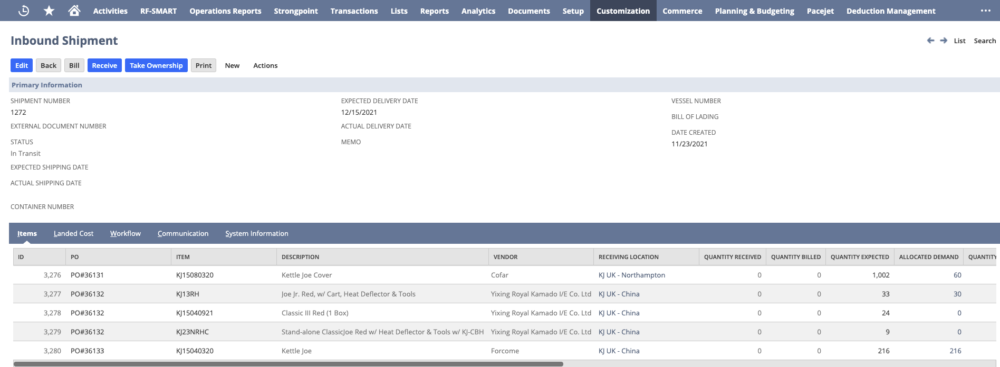 Activities RF-SMART Operations Reports Strongpoint Transactions Lists Reports Analytics Documents Setup Customization Commerce Planning & Budgeting Pacejet Deduction Management ...
Inbound Shipment List Search
Edit Back Bill Receive Take Ownership Print New Actions
Primary Information
SHIPMENT NUMBER EXPECTED DELIVERY DATE VESSEL NUMBER
1272 12/15/2021
BILL OF LADING
EXTERNAL DOCUMENT NUMBER ACTUAL DELIVERY DATE
DATE CREATED
STATUS MEMO
11/23/2021
In Transit
EXPECTED SHIPPING DATE
ACTUAL SHIPPING DATE
CONTAINER NUMBER
Items Landed Cost Workflow Communication System Information
ID PO ITEM DESCRIPTION VENDOR RECEIVING LOCATION QUANTITY RECEIVED QUANTITY BILLED QUANTITY EXPECTED ALLOCATED DEMAND QUANTITY
3,276 PO#36131 KJ15080320 Kettle Joe Cover Cofar KJ UK - Northampton 0 0 1,002 60
3,277 PO#36132 KJ13RH Joe Jr. Red, w/ Cart, Heat Deflector & Tools Yixing Royal Kamado I/E Co. Ltd KJ UK - China 0 0 33 30
3,278 PO#36132 KJ15040921 Classic III Red (1 Box) Yixing Royal Kamado I/E Co. Ltd KJ UK - China 0 0 24 0
3,279 PO#36132 KJ23NRHC Stand-alone ClassicJoe Red w/ Heat Deflector & Tools w/ KJ-CBH Yixing Royal Kamado I/E Co. Ltd KJ UK - China 0 0 9 0
3,280 PO#36133 KJ15040320 Kettle Joe Forcome KJ UK - China 0 0 216 216